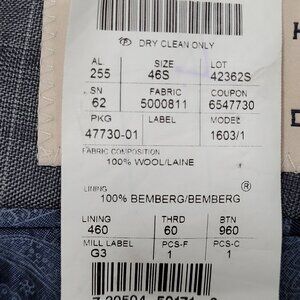 Ⓟ DRY CLEAN ONLY
AL SIZE LOT
255 46S 42362S
SN FABRIC COUPON
62 5000811 6547730
PKG LABEL MODEL
47730-01 1603/1
FABRIC COMPOSITION
100% WOOL/LAINE
LINING ®
100% BEMBERG/BEMBERG
LINING THRD BTN
460 60 960
MILL LABEL PCS-F PCS-C
G3 1 1